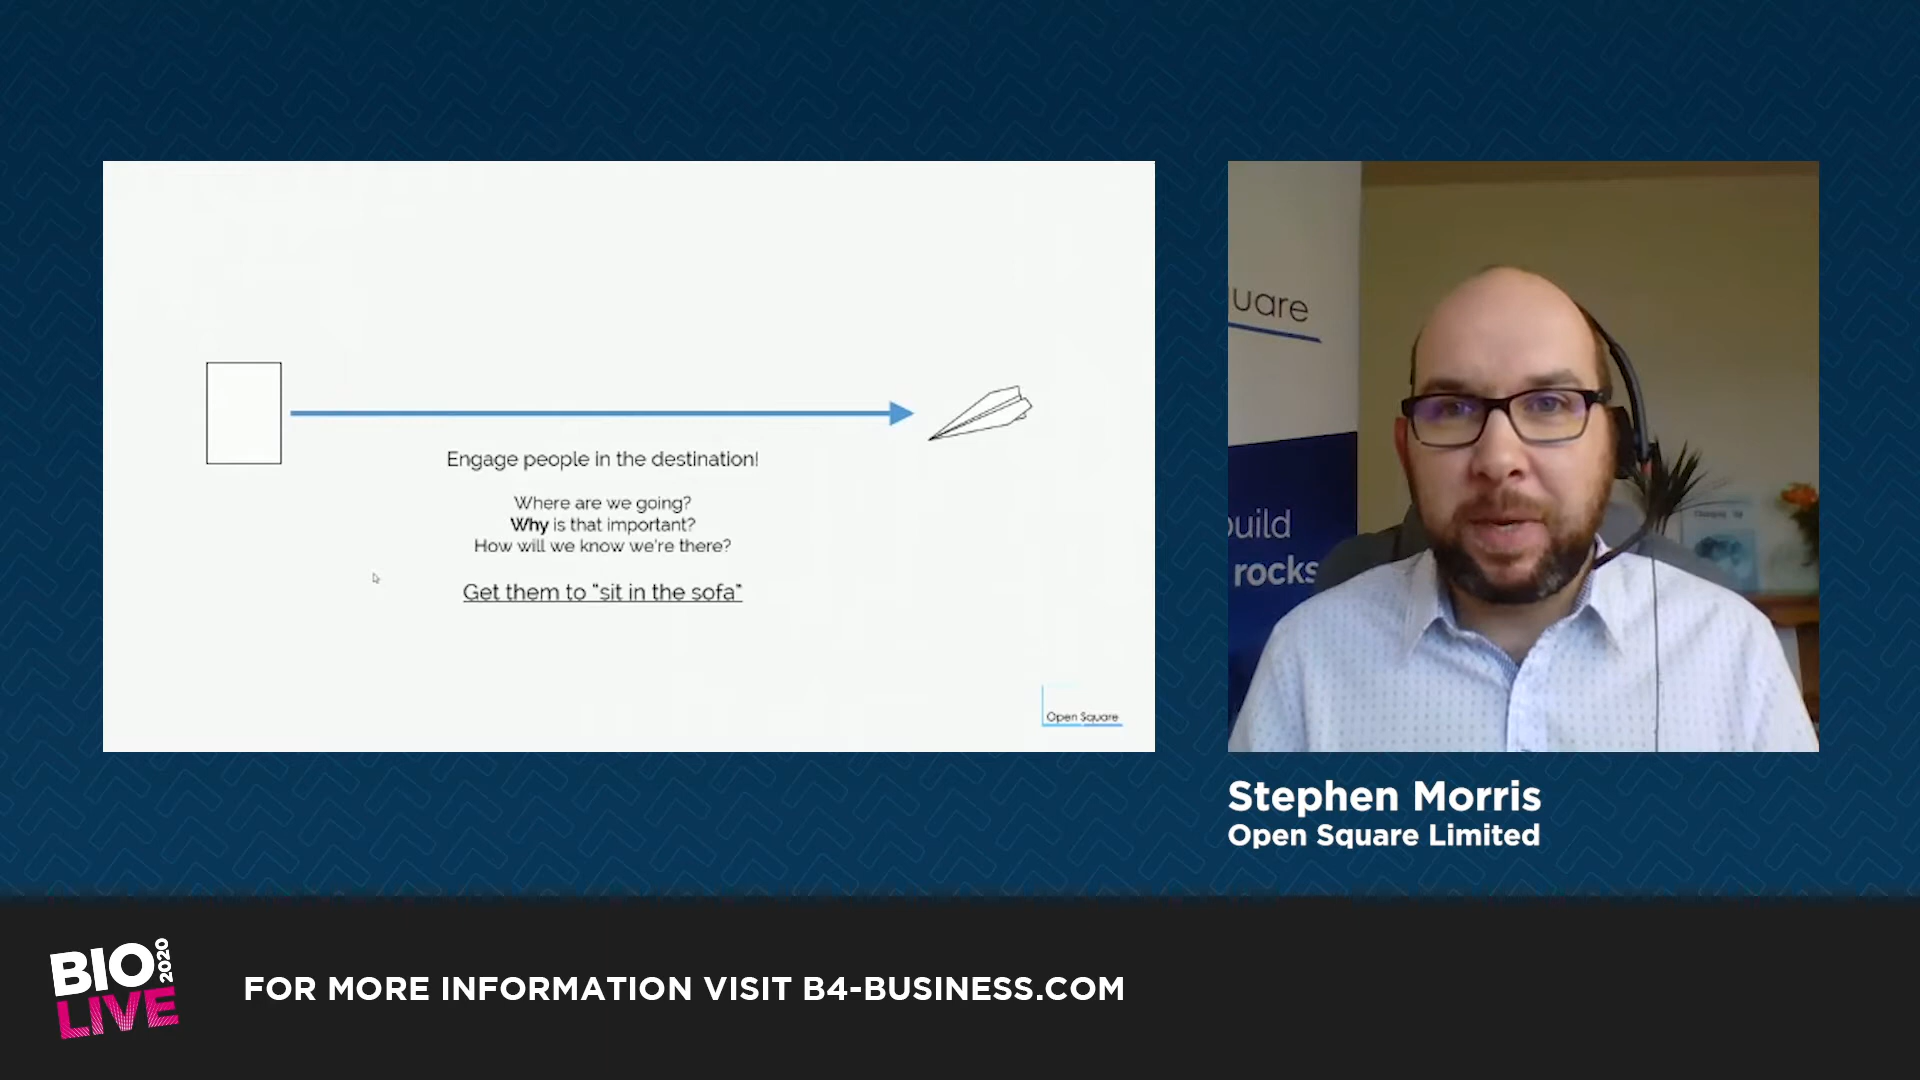 Engage people in the destination!
Where are we going?
Why is that important?
How will we know we're there?
Get them to "sit in the sofa"
Open Square
uare
build
rocks
Stephen Morris
Open Square Limited
BIO 2020
LIVE
FOR MORE INFORMATION VISIT B4-BUSINESS.COM